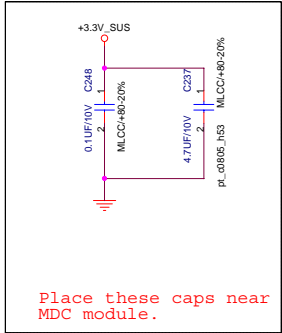 +3.3V_SUS
C248
1
0.1UF/10V
2
MLCC/+80-20%
C237
1
4.7UF/10V
2
MLCC/+80-20%
pt_c0805_h53
Place these caps near
MDC module.